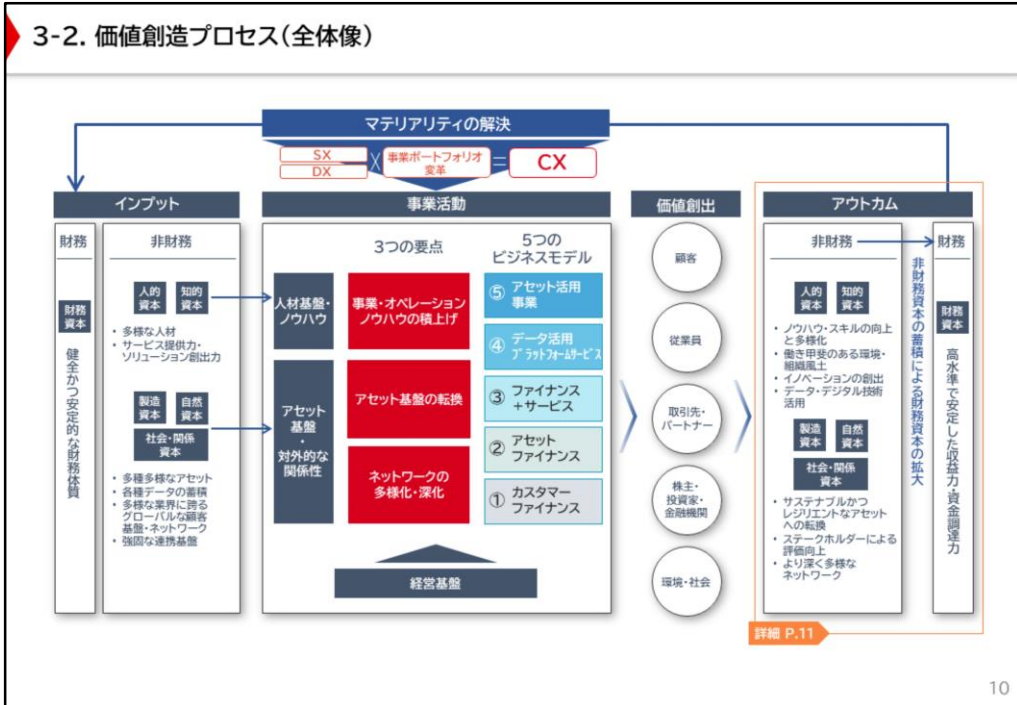 3-2. 価値創造プロセス(全体像)
マテリアリティの解決
SX
DX
×
事業ポートフォリオ
変革
=
CX
インプット
財務
財務
資本
健全かつ安定的な財務体質
非財務
人的
資本
知的
資本
・多様な人材
・サービス提供力・
ソリューション創出力
製造
資本
自然
資本
社会・関係
資本
・多種多様なアセット
・各種データの蓄積
・多様な業界に跨る
グローバルな顧客
基盤・ネットワーク
・強固な連携基盤
事業活動
3つの要点
5つの
ビジネスモデル
人材基盤・
ノウハウ
アセット
基盤
・
対外的な
関係性
事業・オペレーション
ノウハウの積上げ
アセット基盤の転換
ネットワークの
多様化・深化
⑤ アセット活用
事業
④ データ活用
プラットフォームサービス
③ ファイナンス
+サービス
② アセット
ファイナンス
① カスタマー
ファイナンス
経営基盤
価値創出
顧客
従業員
取引先・
パートナー
株主・
投資家・
金融機関
環境・社会
アウトカム
非財務
人的
資本
知的
資本
・ノウハウ・スキルの向上
と多様化
・働き甲斐のある環境・
組織風土
・イノベーションの創出
・データ・デジタル技術
活用
製造
資本
自然
資本
社会・関係
資本
・サステナブルかつ
レジリエントなアセット
への転換
・ステークホルダーによる
評価向上
・より深く多様な
ネットワーク
非財務資本の蓄積による財務資本の拡大
財務
財務
資本
高水準で安定した収益力・資金調達力
詳細 P.11
10